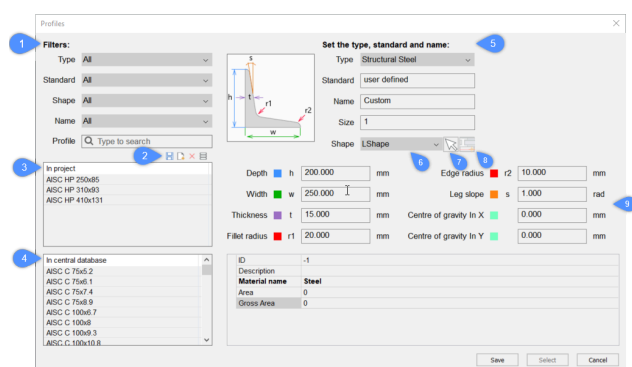 Profiles
1
Filters:
Type All
Standard All
Shape All
Name All
Profile Type to search
2
3
In project
AISC HP 250x85
AISC HP 310x93
AISC HP 410x131
4
In central database
AISC C 75x5.2
AISC C 75x6.1
AISC C 75x7.4
AISC C 75x8.9
AISC C 100x6.7
AISC C 100x8
AISC C 100x9.3
AISC C 100x10.8
s
h
t
r1
r2
w
Set the type, standard and name:
5
Type Structural Steel
Standard user defined
Name Custom
Size 1
Shape LShape
6
7
8
Depth h 200.000 mm
Edge radius r2 10.000 mm
Width w 250.000 mm
Leg slope s 1.000 rad
9
Thickness t 15.000 mm
Centre of gravity In X 0.000 mm
Fillet radius r1 20.000 mm
Centre of gravity In Y 0.000 mm
ID -1
Description
Material name Steel
Area 0
Gross Area 0
Save Select Cancel